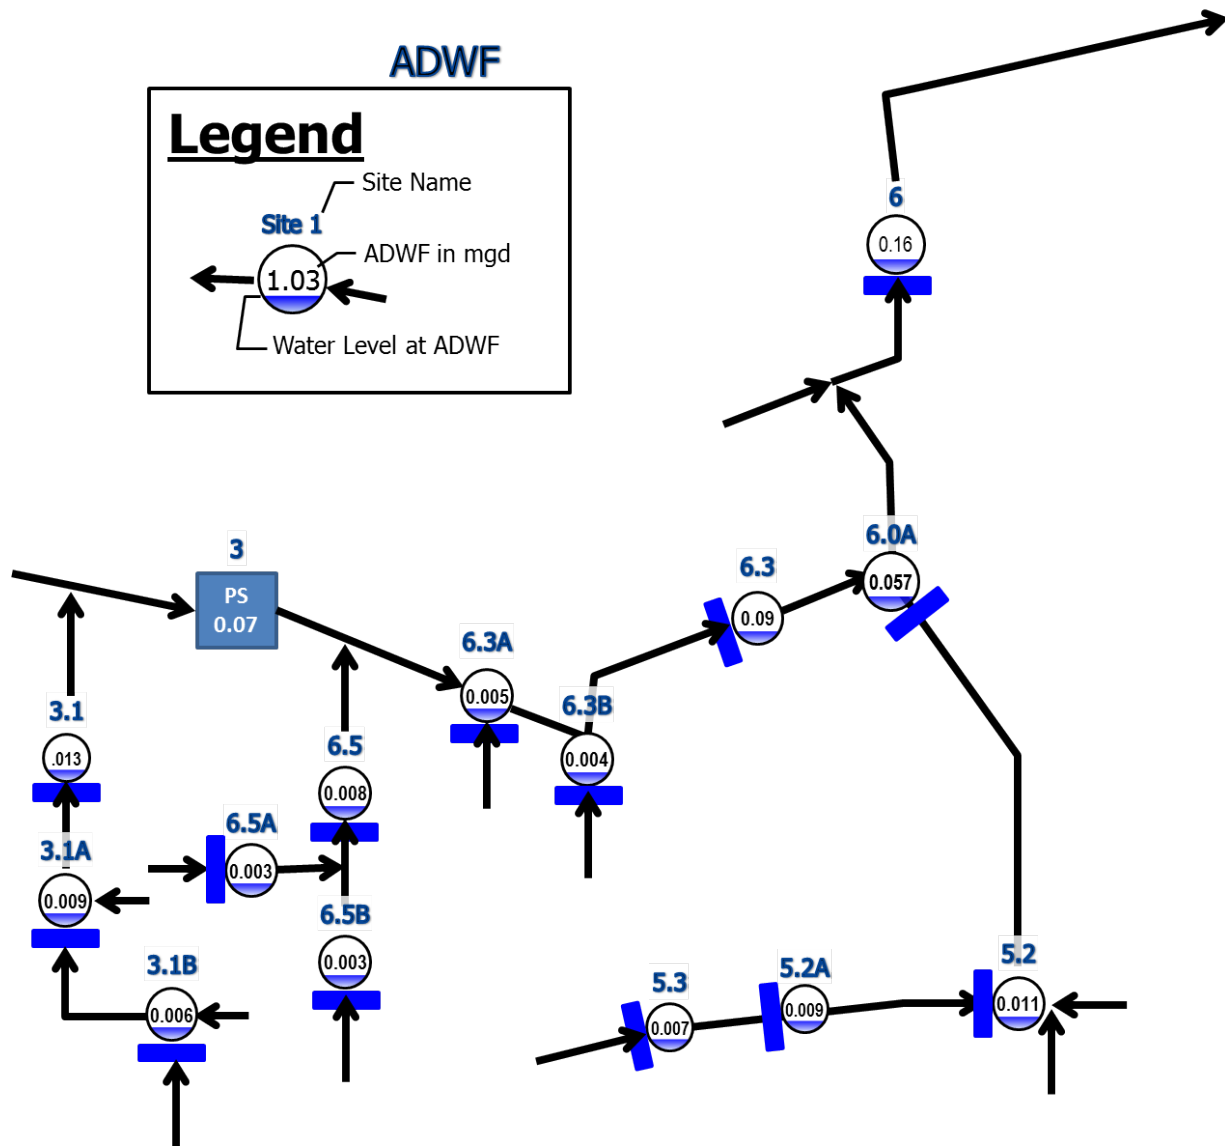 ADWF
Legend
Site Name
Site 1
ADWF in mgd
1.03
Water Level at ADWF
6
0.16
6.0A
0.057
3
PS
0.07
6.3
0.09
6.3A
0.005
6.3B
0.004
3.1
.013
6.5
0.008
6.5A
0.003
3.1A
0.009
6.5B
0.003
3.1B
0.006
5.3
0.007
5.2A
0.009
5.2
0.011